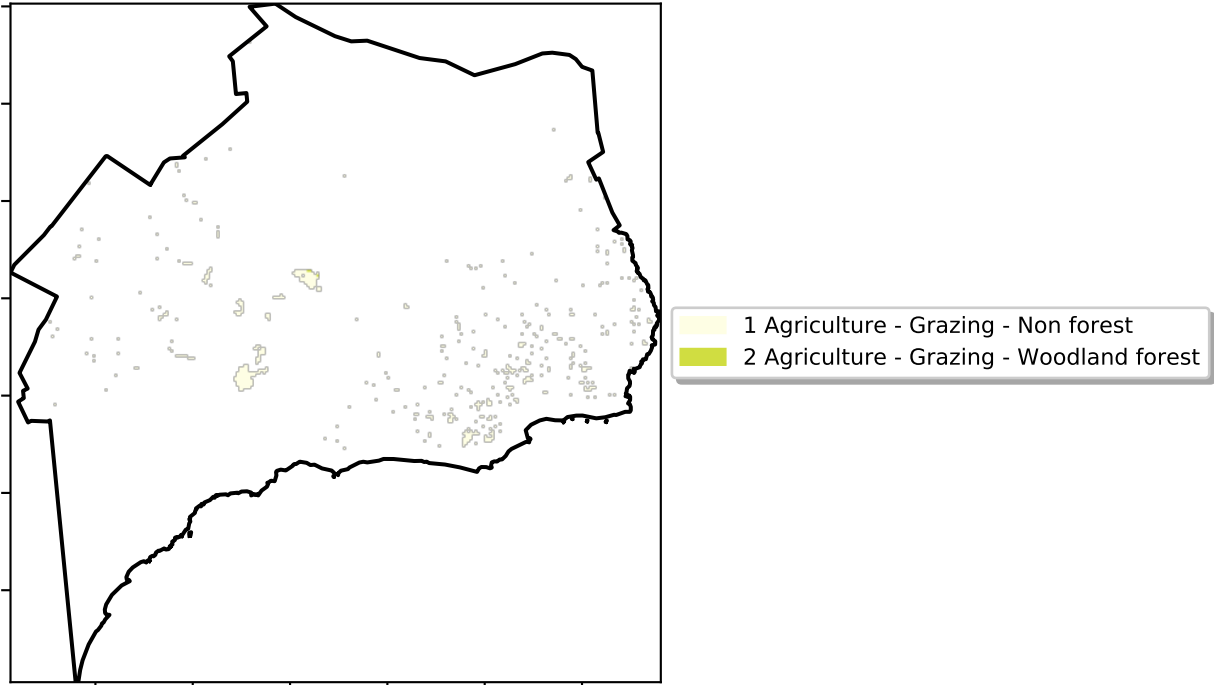 1 Agriculture - Grazing - Non forest
2 Agriculture - Grazing - Woodland forest